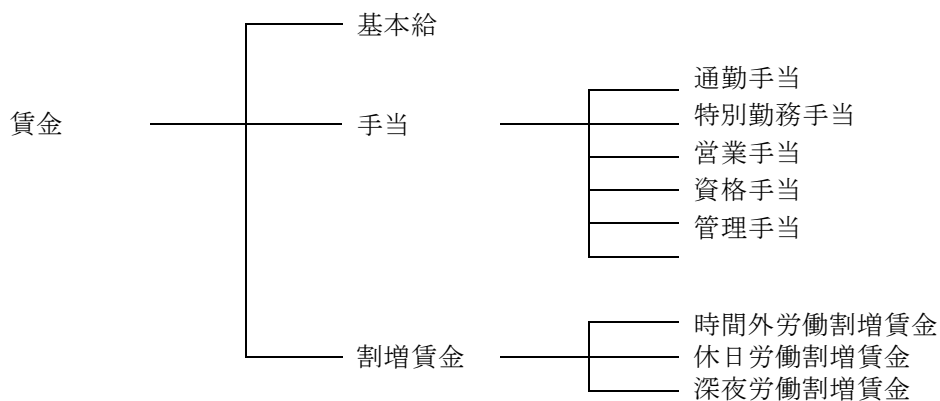 賃金
基本給
手当
通勤手当
特別勤務手当
営業手当
資格手当
管理手当
割増賃金
時間外労働割増賃金
休日労働割増賃金
深夜労働割増賃金